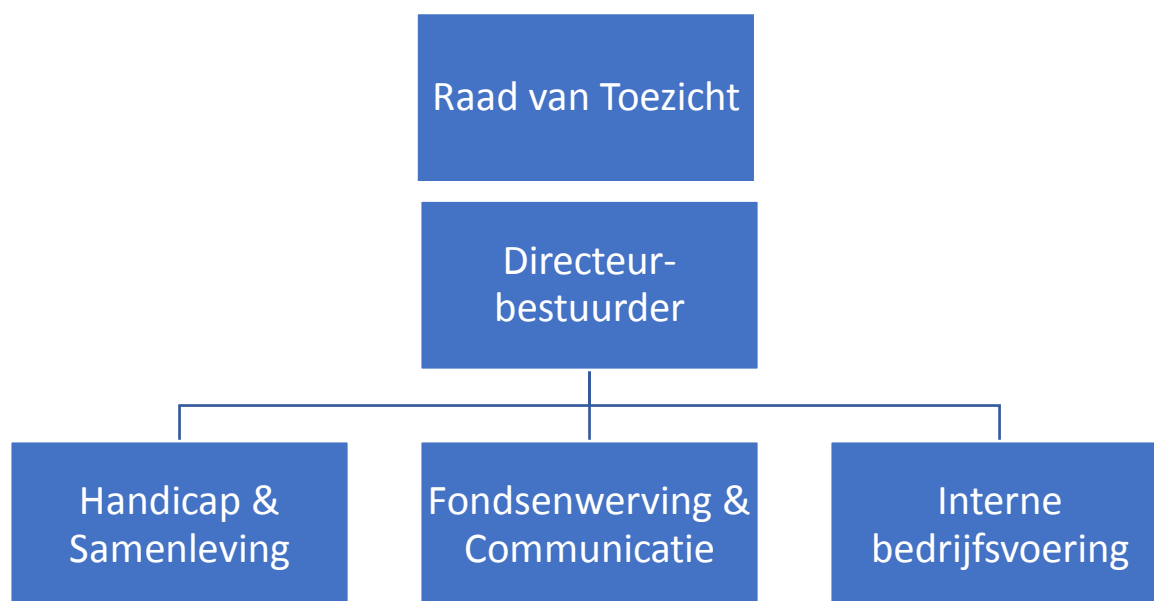 Raad van Toezicht
Directeur-
bestuurder
Handicap &
Samenleving
Fondsenwerving &
Communicatie
Interne
bedrijfsvoering